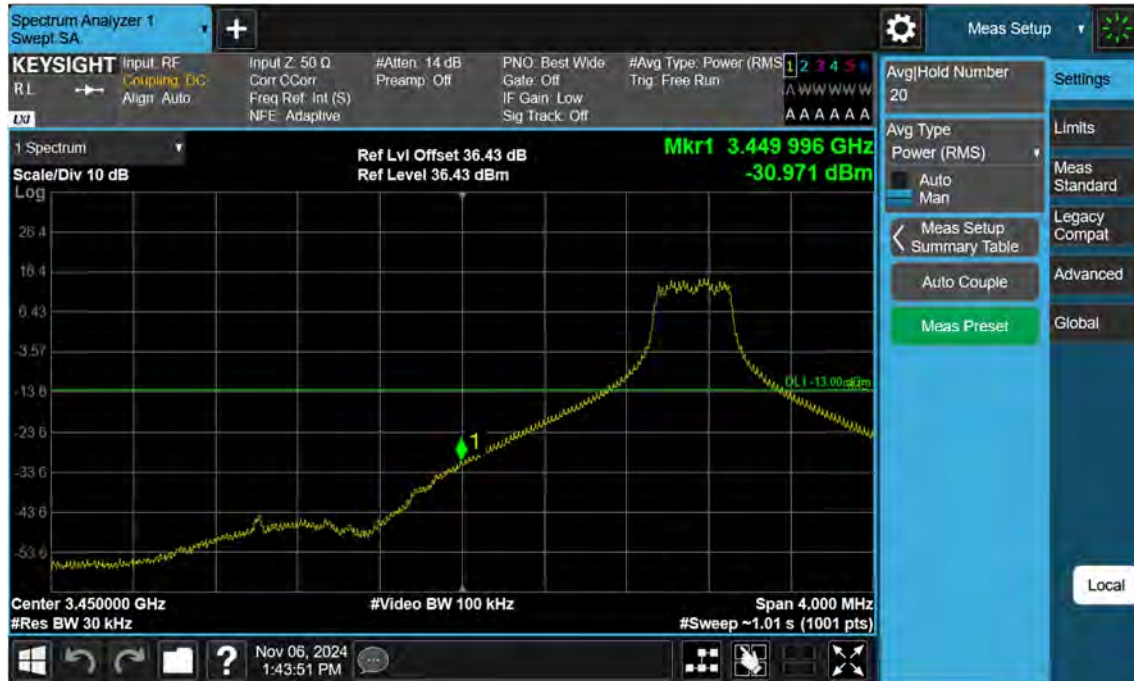 Spectrum Analyzer 1
Swept SA
Meas Setup
KEYSIGHT
RL
LXI
Input: RF
Coupling: DC
Align: Auto
Input Z: 50 Ω
Corr CCorr
Freq Ref: Int (S)
NFE: Adaptive
#Atten: 14 dB
Preamp: Off
PNO: Best Wide
Gate: Off
IF Gain: Low
Sig Track: Off
#Avg Type: Power (RMS
Trig: Free Run
1 2 3 4 5 6
A W W W W W
A A A A A A
1 Spectrum
Scale/Div 10 dB
Ref Lvl Offset 36.43 dB
Ref Level 36.43 dBm
Mkr1 3.449 996 GHz
-30.971 dBm
Log
26.4
16.4
6.43
-3.57
-13.6
-23.6
-33.6
-43.6
-53.6
DL1 -13.00 dBm
1
Center 3.450000 GHz
#Res BW 30 kHz
#Video BW 100 kHz
Span 4.000 MHz
#Sweep ~1.01 s (1001 pts)
Nov 06, 2024
1:43:51 PM
?
Avg|Hold Number
20
Avg Type
Power (RMS)
Auto
Man
Meas Setup
Summary Table
Auto Couple
Meas Preset
Settings
Limits
Meas
Standard
Legacy
Compat
Advanced
Global
Local